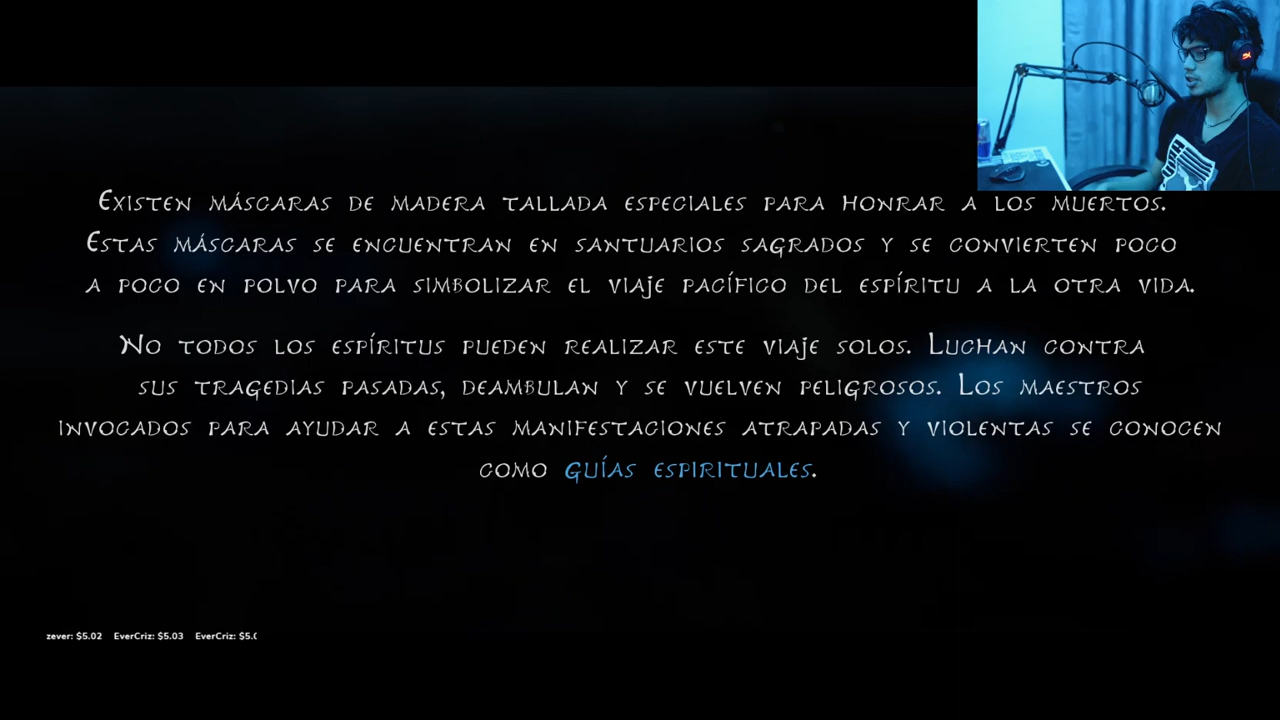 Existen máscaras de madera tallada especiales para honrar a los muertos.
Estas máscaras se encuentran en santuarios sagrados y se convierten poco
a poco en polvo para simbolizar el viaje pacífico del espíritu a la otra vida.
No todos los espíritus pueden realizar este viaje solos. Luchan contra
sus tragedias pasadas, deambulan y se vuelven peligrosos. Los maestros
invocados para ayudar a estas manifestaciones atrapadas y violentas se conocen
como guías espirituales.
zever: $5.02 EverCriz: $5.03 EverCriz: $5.0